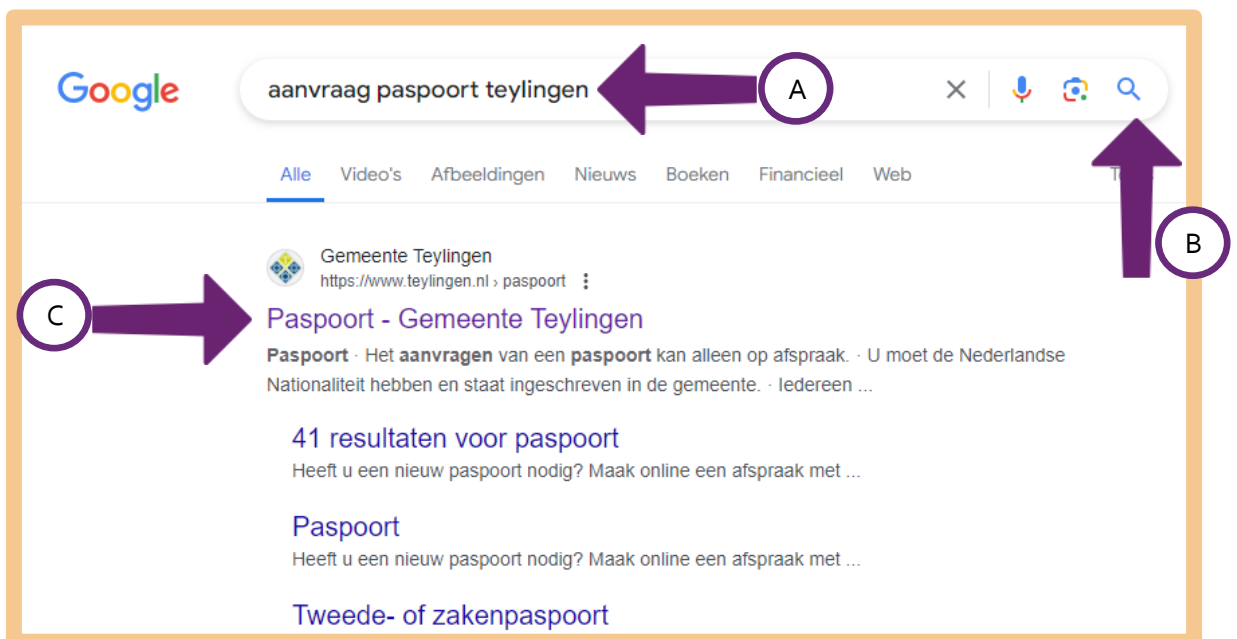 Google
aanvraag paspoort teylingen
A
Alle Video's Afbeeldingen Nieuws Boeken Financieel Web
B
Gemeente Teylingen
https://www.teylingen.nl › paspoort
C
Paspoort - Gemeente Teylingen
Paspoort · Het aanvragen van een paspoort kan alleen op afspraak. · U moet de Nederlandse
Nationaliteit hebben en staat ingeschreven in de gemeente. · Iedereen ...
41 resultaten voor paspoort
Heeft u een nieuw paspoort nodig? Maak online een afspraak met ...
Paspoort
Heeft u een nieuw paspoort nodig? Maak online een afspraak met ...
Tweede- of zakenpaspoort